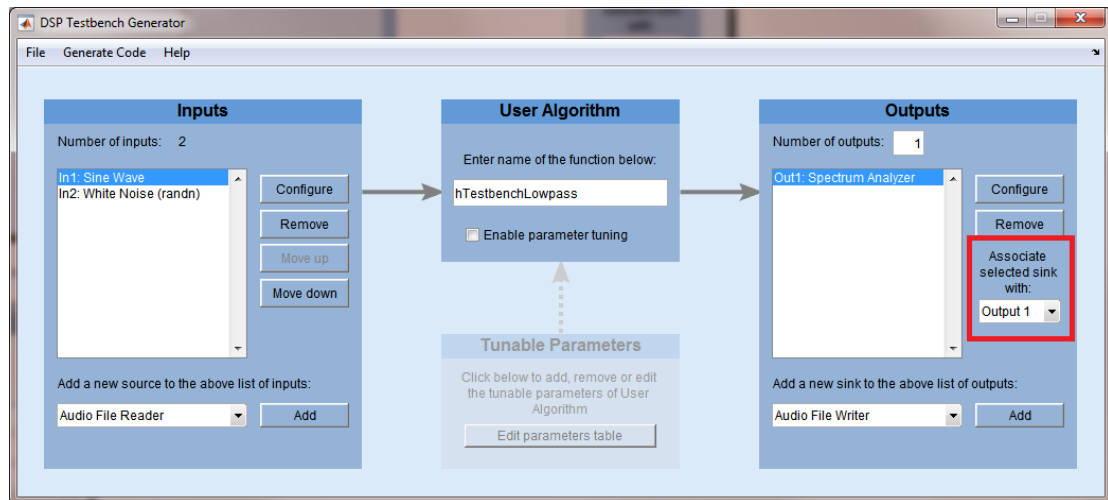 DSP Testbench Generator
File Generate Code Help
Inputs
Number of inputs: 2
In1: Sine Wave
In2: White Noise (randn)
Configure
Remove
Move up
Move down
Add a new source to the above list of inputs:
Audio File Reader
Add
User Algorithm
Enter name of the function below:
hTestbenchLowpass
Enable parameter tuning
Tunable Parameters
Click below to add, remove or edit
the tunable parameters of User
Algorithm
Edit parameters table
Outputs
Number of outputs: 1
Out1: Spectrum Analyzer
Configure
Remove
Associate
selected sink
with:
Output 1
Add a new sink to the above list of outputs:
Audio File Writer
Add